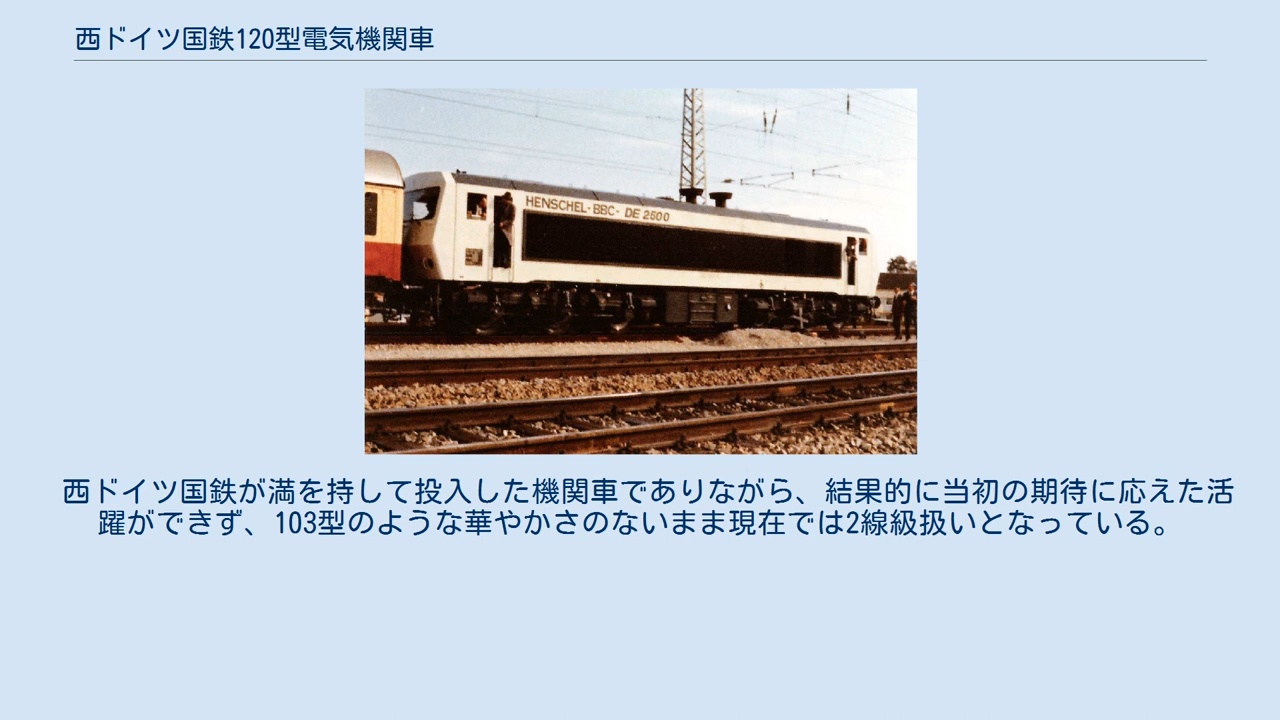 西ドイツ国鉄120型電気機関車
HENSCHEL-BBC- DE 2500
西ドイツ国鉄が満を持して投入した機関車でありながら、結果的に当初の期待に応えた活
躍ができず、103型のような華やかさのないまま現在では2線級扱いとなっている。